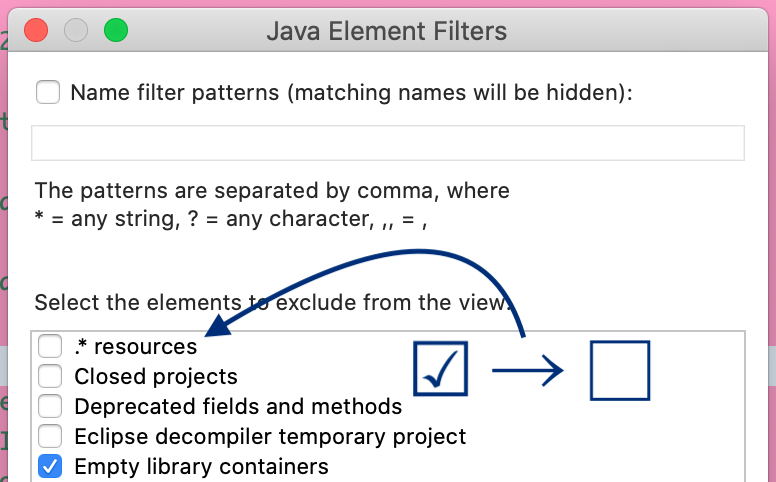 Java Element Filters
Name filter patterns (matching names will be hidden):
The patterns are separated by comma, where
* = any string, ? = any character, ,, = ,
Select the elements to exclude from the view:
.* resources
Closed projects
Deprecated fields and methods
Eclipse decompiler temporary project
Empty library containers